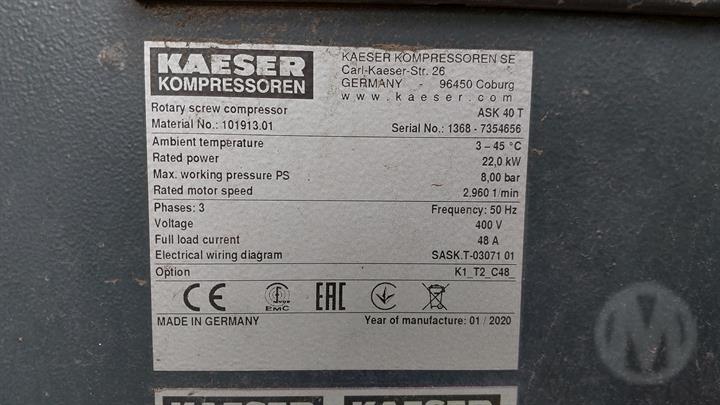 KAESER
KOMPRESSOREN
KAESER KOMPRESSOREN SE
Carl-Kaeser-Str. 26
GERMANY - 96450 Coburg
www.kaeser.com
Rotary screw compressor ASK 40 T
Material No.: 101913.01 Serial No.: 1368 - 7354656
Ambient temperature 3 – 45 °C
Rated power 22,0 kW
Max. working pressure PS 8,00 bar
Rated motor speed 2.960 1/min
Phases: 3 Frequency: 50 Hz
Voltage 400 V
Full load current 48 A
Electrical wiring diagram SASK.T-03071 01
Option K1_T2_C48_
CE EMC EAC
MADE IN GERMANY Year of manufacture: 01 / 2020
KAESER KAESER
M